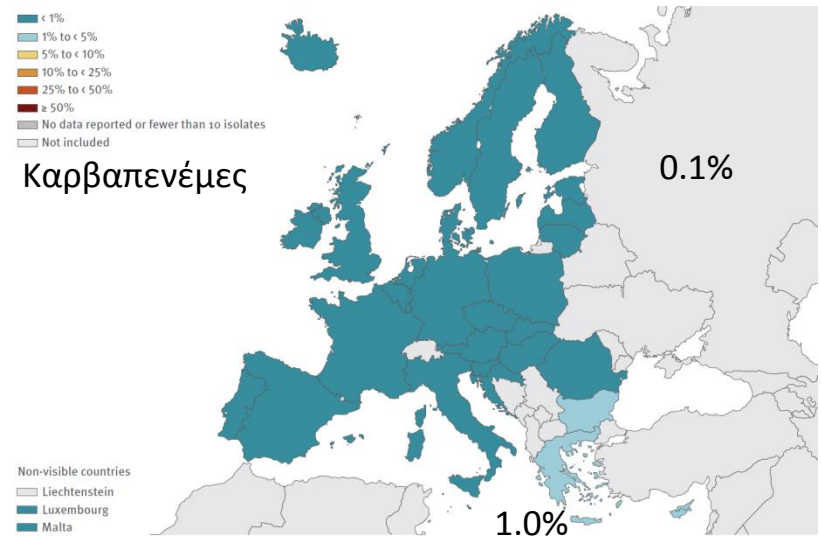 < 1%
1% to < 5%
5% to < 10%
10% to < 25%
25% to < 50%
≥ 50%
No data reported or fewer than 10 isolates
Not included
Καρβαπενέμες
0.1%
Non-visible countries
Liechtenstein
Luxembourg
Malta
1.0%